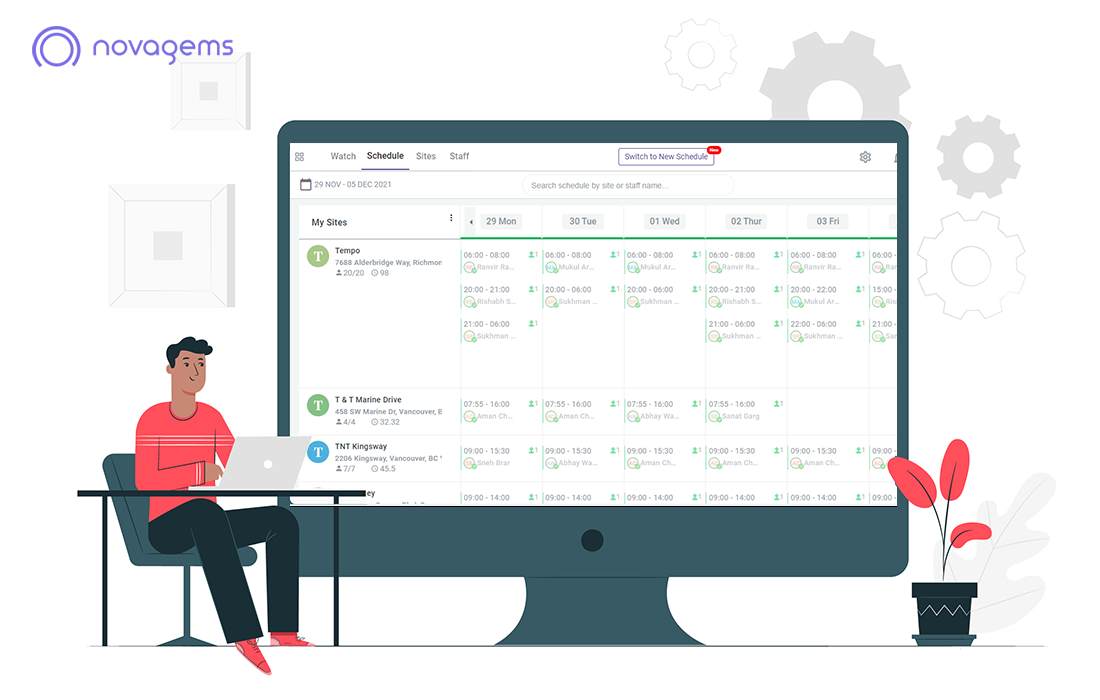 novagems
Watch Schedule Sites Staff Switch to New Schedule New
29 NOV - 05 DEC 2021 Search schedule by site or staff name...
My Sites 29 Mon 30 Tue 01 Wed 02 Thur 03 Fri
T Tempo
7688 Alderbridge Way, Richmon
20/20 98
06:00 - 08:00 1 06:00 - 08:00 1 06:00 - 08:00 1 06:00 - 08:00 1 06:00 - 08:00 1 06:00 -
Ranvir Ra... Mukul Ar... Mukul Ar... Ranvir Ra... Ranvir Ra... Ran
20:00 - 21:00 1 20:00 - 06:00 1 20:00 - 06:00 1 20:00 - 21:00 1 20:00 - 22:00 1 15:00 -
Rishabh S... Sukhman ... Sukhman ... Rishabh S... Mukul Ar... Rish
21:00 - 06:00 1 21:00 - 06:00 1 22:00 - 06:00 1 21:00 -
Sukhman ... Sukhman ... Sukhman ...
T T & T Marine Drive
458 SW Marine Dr, Vancouver, B
4/4 32.32
07:55 - 16:00 1 07:55 - 16:00 1 07:55 - 16:00 1 07:55 - 16:00 1
Aman Ch... Aman Ch... Abhay Wa... Sanat Garg
T TNT Kingsway
2206 Kingsway, Vancouver, BC
7/7 45.5
09:00 - 15:30 1 09:00 - 15:30 1 09:00 - 15:30 1 09:00 - 15:30 1 09:00 - 15:30 1 09:00 -
Sneh Brar Abhay Wa... Aman Ch... Aman Ch... Aman Ch...
ey
09:00 - 14:00 1 09:00 - 14:00 1 09:00 - 14:00 1 09:00 - 14:00 1 09:00 - 14:00 1 09:00 -